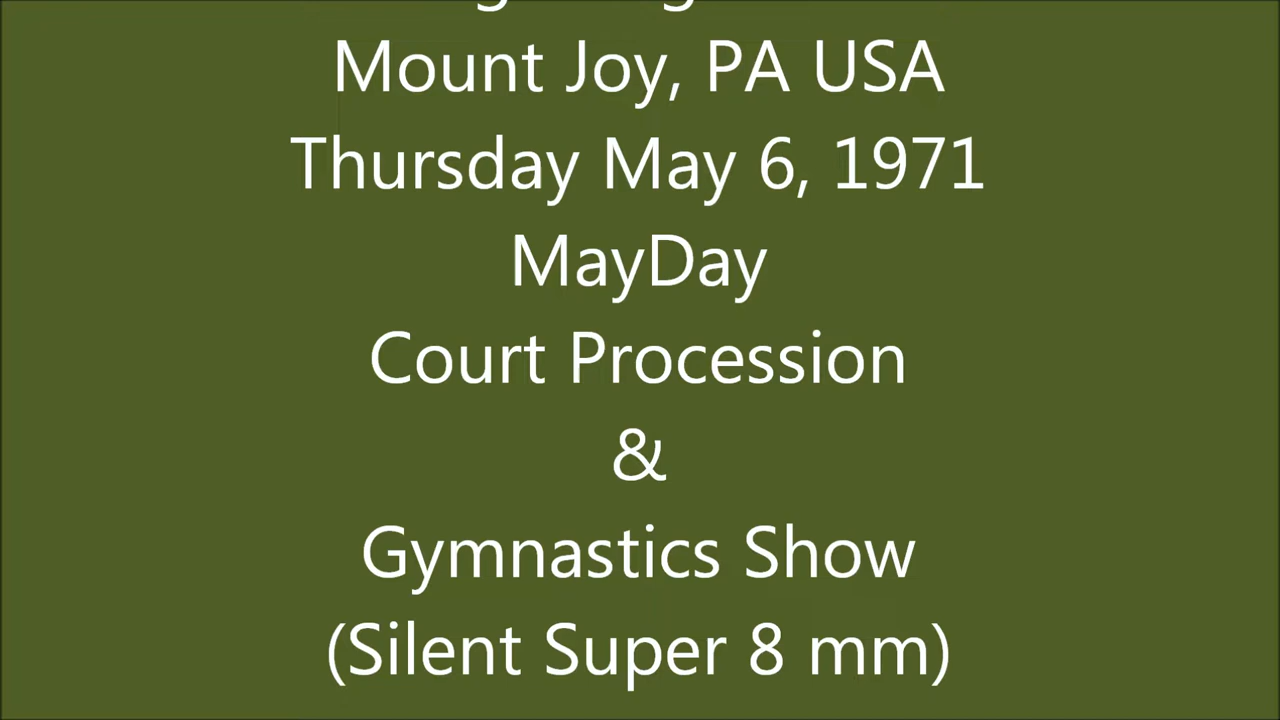 Mount Joy, PA USA
Thursday May 6, 1971
MayDay
Court Procession
&
Gymnastics Show
(Silent Super 8 mm)